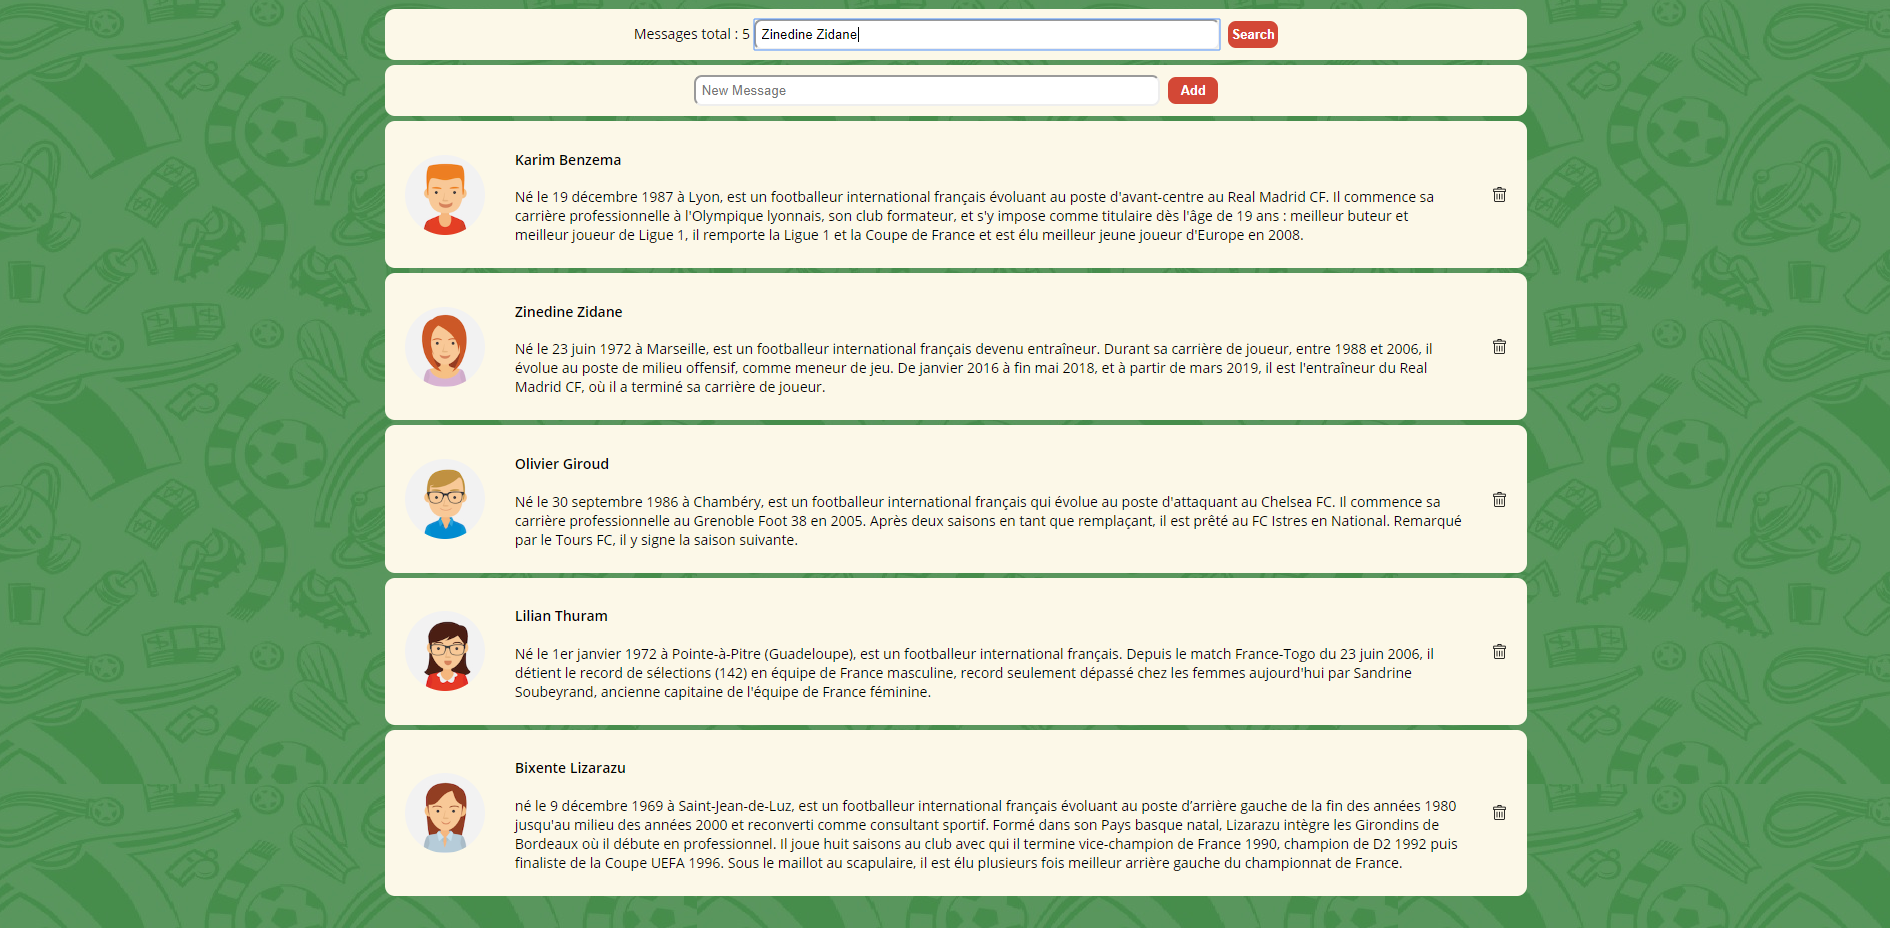 Messages total : 5 Zinedine Zidane Search
New Message Add
Karim Benzema
Né le 19 décembre 1987 à Lyon, est un footballeur international français évoluant au poste d'avant-centre au Real Madrid CF. Il commence sa
carrière professionnelle à l'Olympique lyonnais, son club formateur, et s'y impose comme titulaire dès l'âge de 19 ans : meilleur buteur et
meilleur joueur de Ligue 1, il remporte la Ligue 1 et la Coupe de France et est élu meilleur jeune joueur d'Europe en 2008.
Zinedine Zidane
Né le 23 juin 1972 à Marseille, est un footballeur international français devenu entraîneur. Durant sa carrière de joueur, entre 1988 et 2006, il
évolue au poste de milieu offensif, comme meneur de jeu. De janvier 2016 à fin mai 2018, et à partir de mars 2019, il est l'entraîneur du Real
Madrid CF, où il a terminé sa carrière de joueur.
Olivier Giroud
Né le 30 septembre 1986 à Chambéry, est un footballeur international français qui évolue au poste d'attaquant au Chelsea FC. Il commence sa
carrière professionnelle au Grenoble Foot 38 en 2005. Après deux saisons en tant que remplaçant, il est prêté au FC Istres en National. Remarqué
par le Tours FC, il y signe la saison suivante.
Lilian Thuram
Né le 1er janvier 1972 à Pointe-à-Pitre (Guadeloupe), est un footballeur international français. Depuis le match France-Togo du 23 juin 2006, il
détient le record de sélections (142) en équipe de France masculine, record seulement dépassé chez les femmes aujourd'hui par Sandrine
Soubeyrand, ancienne capitaine de l'équipe de France féminine.
Bixente Lizarazu
né le 9 décembre 1969 à Saint-Jean-de-Luz, est un footballeur international français évoluant au poste d’arrière gauche de la fin des années 1980
jusqu'au milieu des années 2000 et reconverti comme consultant sportif. Formé dans son Pays basque natal, Lizarazu intègre les Girondins de
Bordeaux où il débute en professionnel. Il joue huit saisons au club avec qui il termine vice-champion de France 1990, champion de D2 1992 puis
finaliste de la Coupe UEFA 1996. Sous le maillot au scapulaire, il est élu plusieurs fois meilleur arrière gauche du championnat de France.